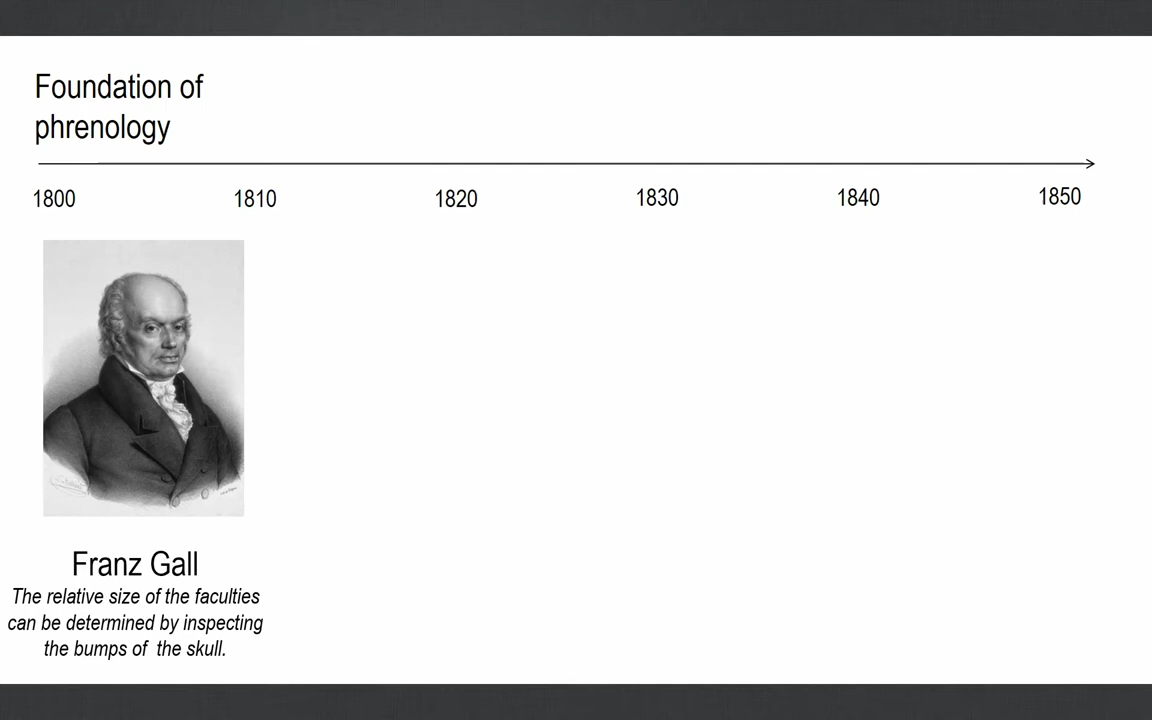 Foundation of
phrenology
1800
1810
1820
1830
1840
1850
Franz Gall
The relative size of the faculties
can be determined by inspecting
the bumps of the skull.